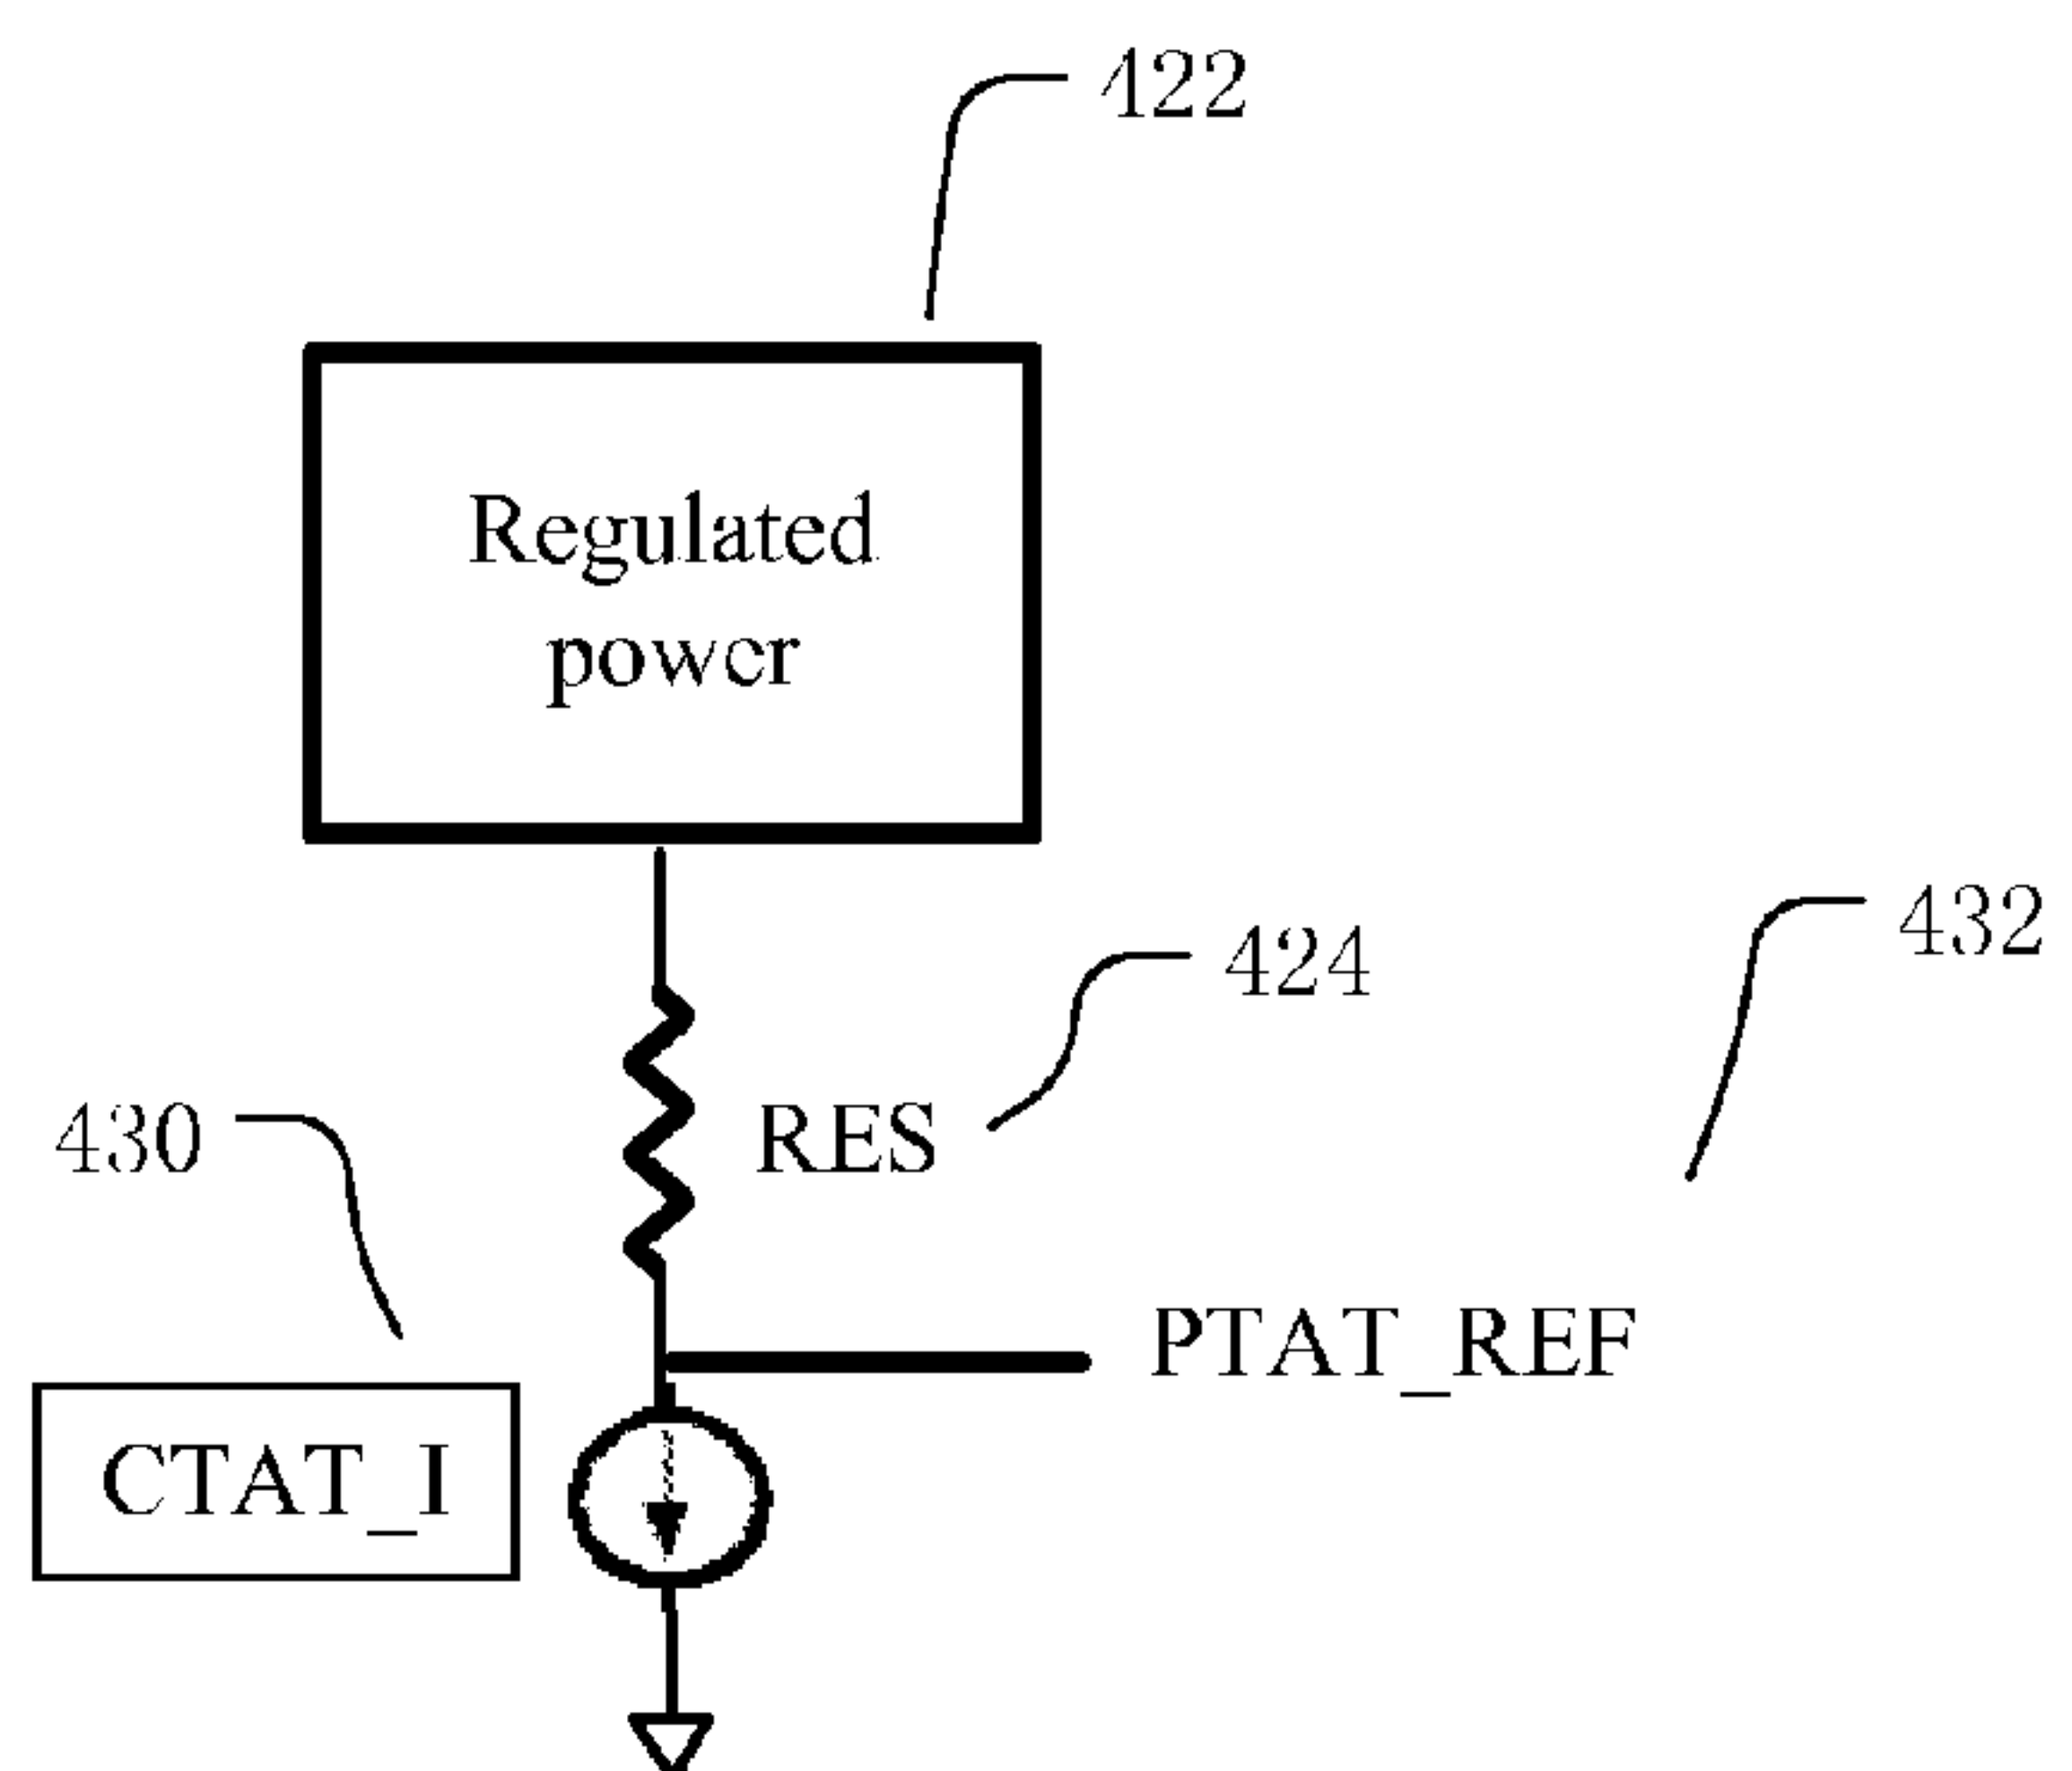 422
Regulated
power
432
424
430
RES
PTAT_REF
CTAT_I